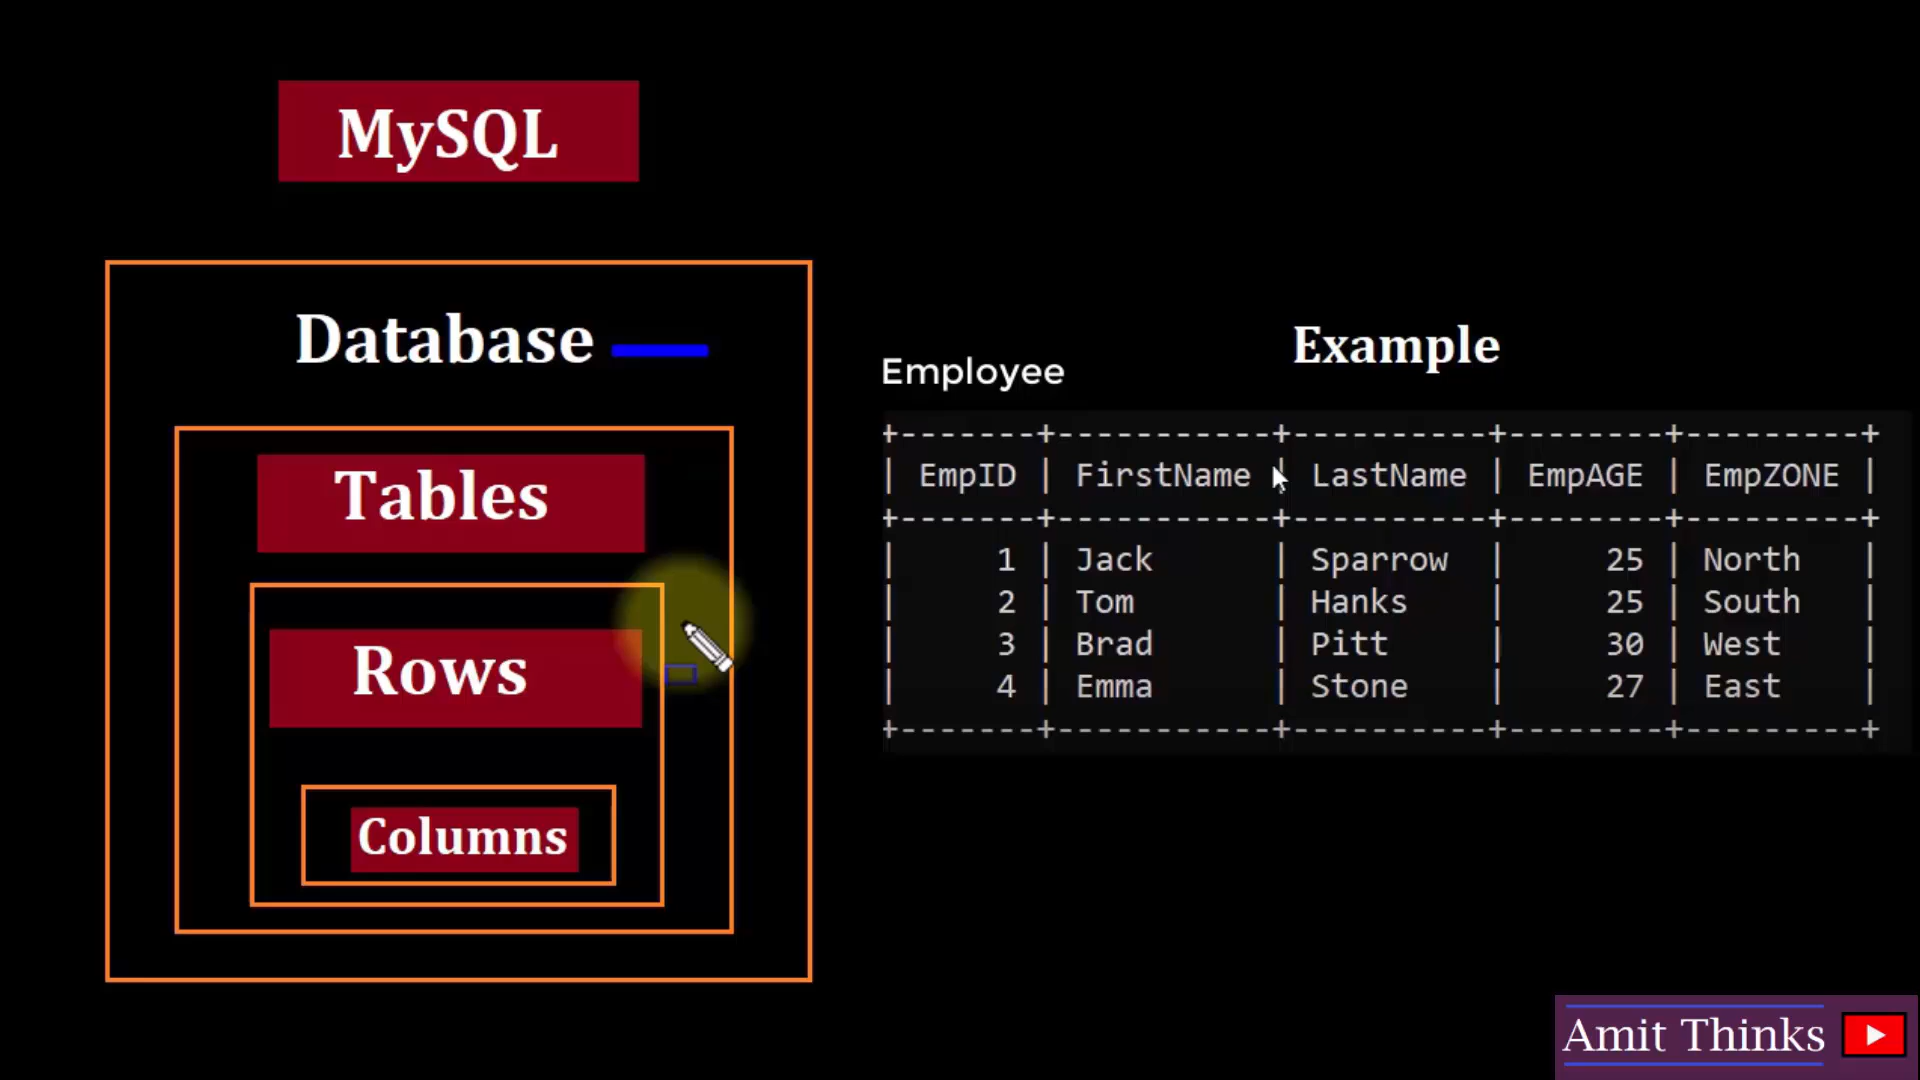 MySQL
Database
Tables
Rows
Columns
Example
Employee
+-------+-----------+----------+--------+---------+
| EmpID | FirstName | LastName | EmpAGE | EmpZONE |
+-------+-----------+----------+--------+---------+
|     1 | Jack      | Sparrow  |     25 | North   |
|     2 | Tom       | Hanks    |     25 | South   |
|     3 | Brad      | Pitt     |     30 | West    |
|     4 | Emma      | Stone    |     27 | East    |
+-------+-----------+----------+--------+---------+
Amit Thinks